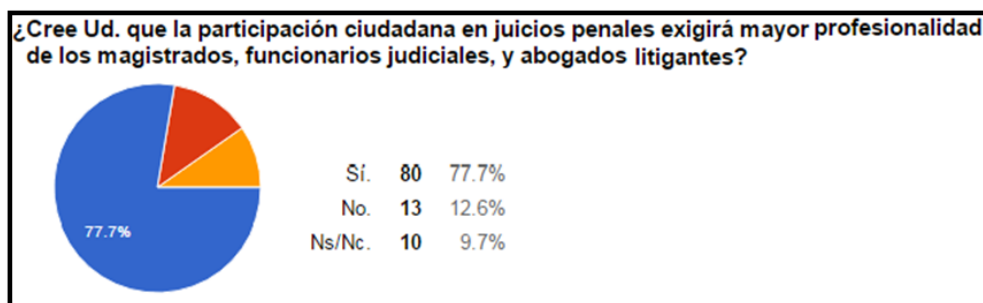 ¿Cree Ud. que la participación ciudadana en juicios penales exigirá mayor profesionalidad
de los magistrados, funcionarios judiciales, y abogados litigantes?
77.7%
Sí. 80 77.7%
No. 13 12.6%
Ns/Nc. 10 9.7%